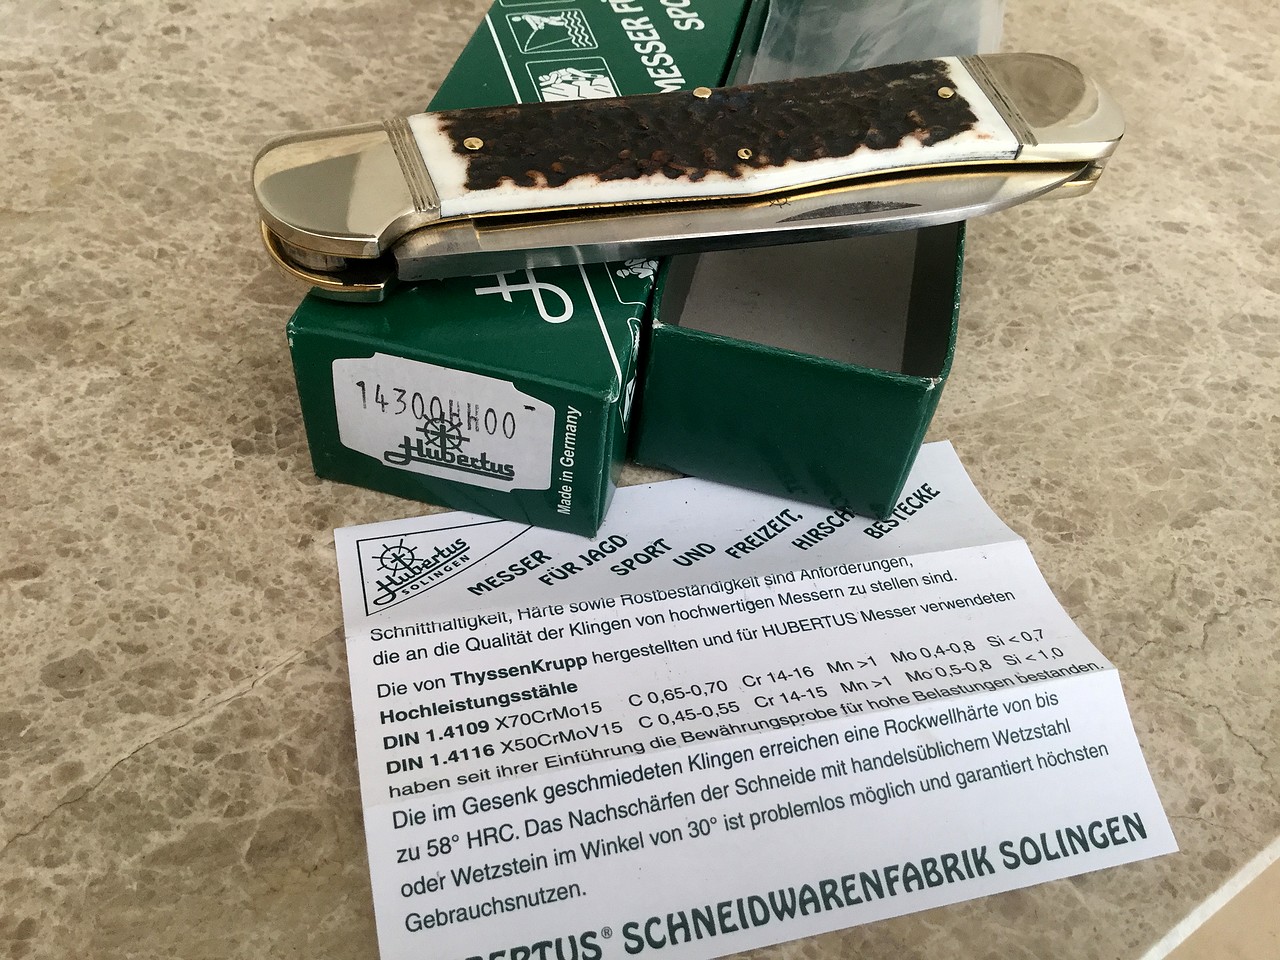 MESSER F
SPO
14300HH00
Hubertus
Made in Germany
Hubertus
SOLINGEN
MESSER
FÜR JAGD
SPORT
UND
FREIZEIT
BESTECKE
Schnitthaltigkeit, Härte sowie Rostbeständigkeit sind Anforderungen,
die an die Qualität der Klingen von hochwertigen Messern zu stellen sind.
Die von ThyssenKrupp hergestellten und für HUBERTUS Messer verwendeten
Hochleistungsstähle
DIN 1.4109 X70CrMo15 C 0,65-0,70 Cr 14-16 Mn >1 Mo 0,4-0,8 Si < 0,7
DIN 1.4116 X50CrMoV15 C 0,45-0,55 Cr 14-15 Mn >1 Mo 0,5-0,8 Si < 1,0
haben seit ihrer Einführung die Bewährungsprobe für hohe Belastungen bestanden.
Die im Gesenk geschmiedeten Klingen erreichen eine Rockwellhärte von bis
zu 58° HRC. Das Nachschärfen der Schneide mit handelsüblichem Wetzstahl
oder Wetzstein im Winkel von 30° ist problemlos möglich und garantiert höchsten
Gebrauchsnutzen.
BERTUS® SCHNEIDWARENFABRIK SOLINGEN